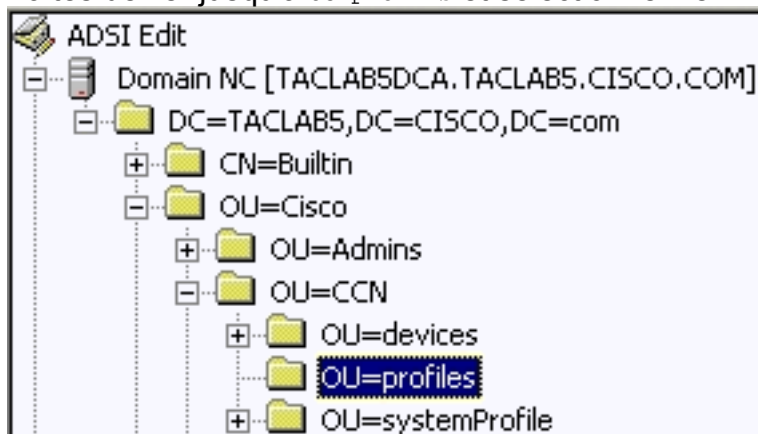 ADSI Edit
Domain NC [TACLAB5DCA.TACLAB5.CISCO.COM]
DC=TACLAB5,DC=CISCO,DC=com
CN=Builtin
OU=Cisco
OU=Admins
OU=CCN
OU=devices
OU=profiles
OU=systemProfile